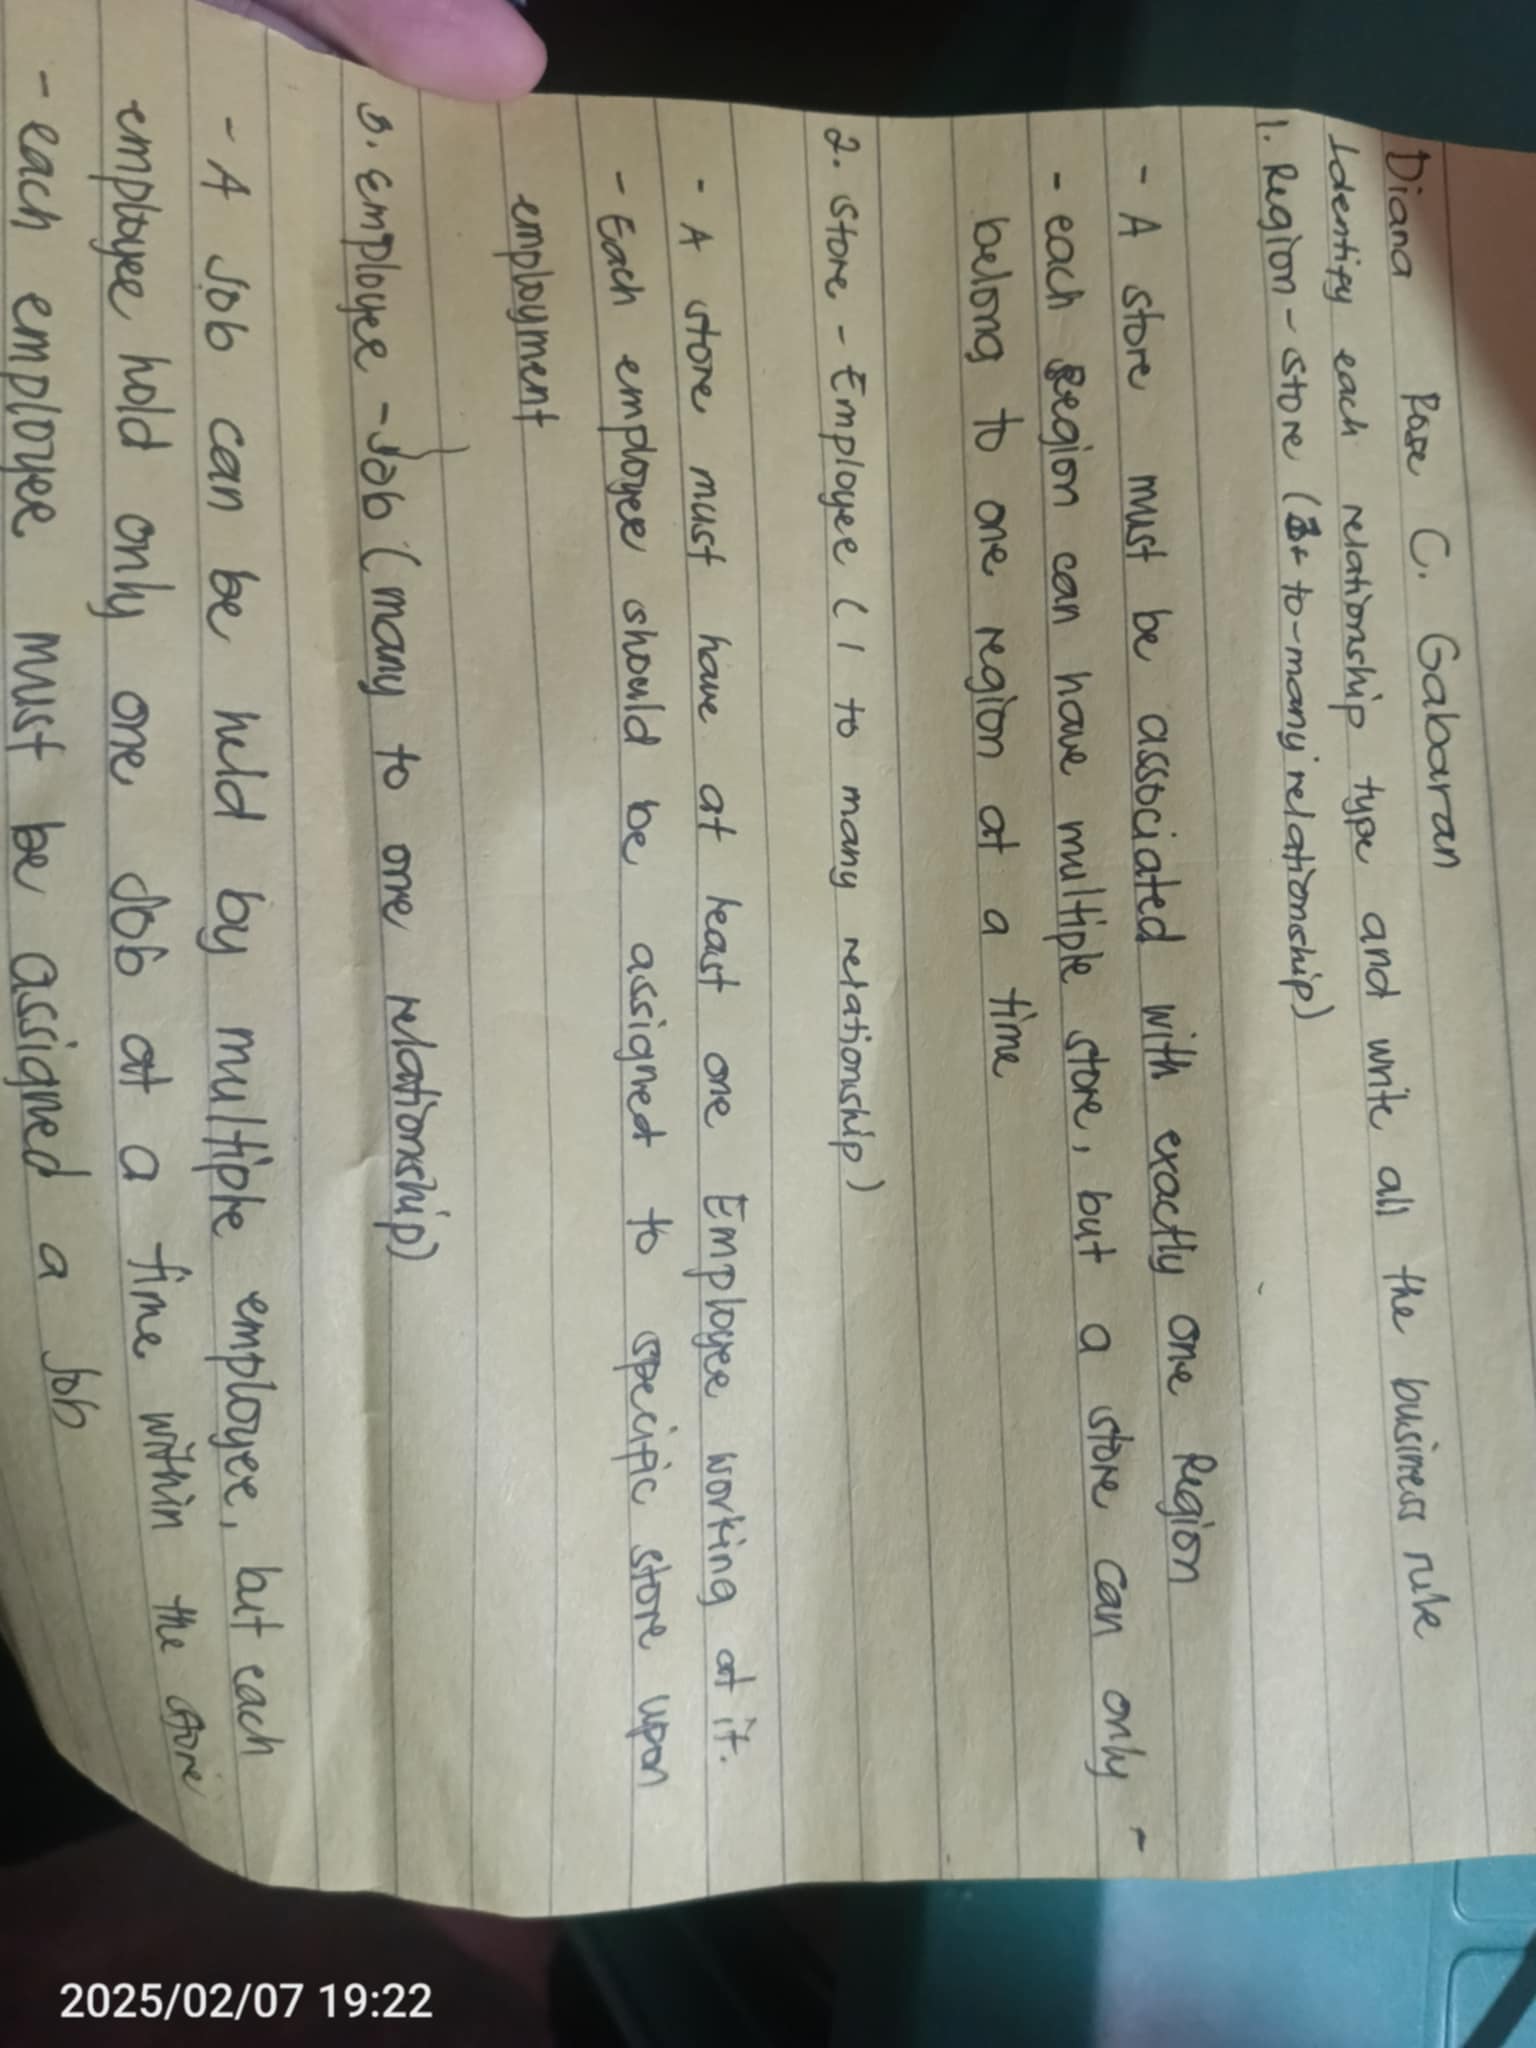 Diana Rose C. Gabaran
Identify each relationship type and write all the business rule
1. Region - store (1 to-many relationship)
- A store must be associated with exactly one Region
- each Region can have multiple store, but a store can only -
belong to one region at a time
2. store - Employee ( 1 to many relationship)
- A store must have at least one Employee working at it.
- Each employee should be assigned to specific store upon
employment
3. Employee - Job (many to one relationship)
- A Job can be held by multiple employee, but each
employee hold only one Job at a time within the store
- each employee must be assigned a Job
2025/02/07 19:22